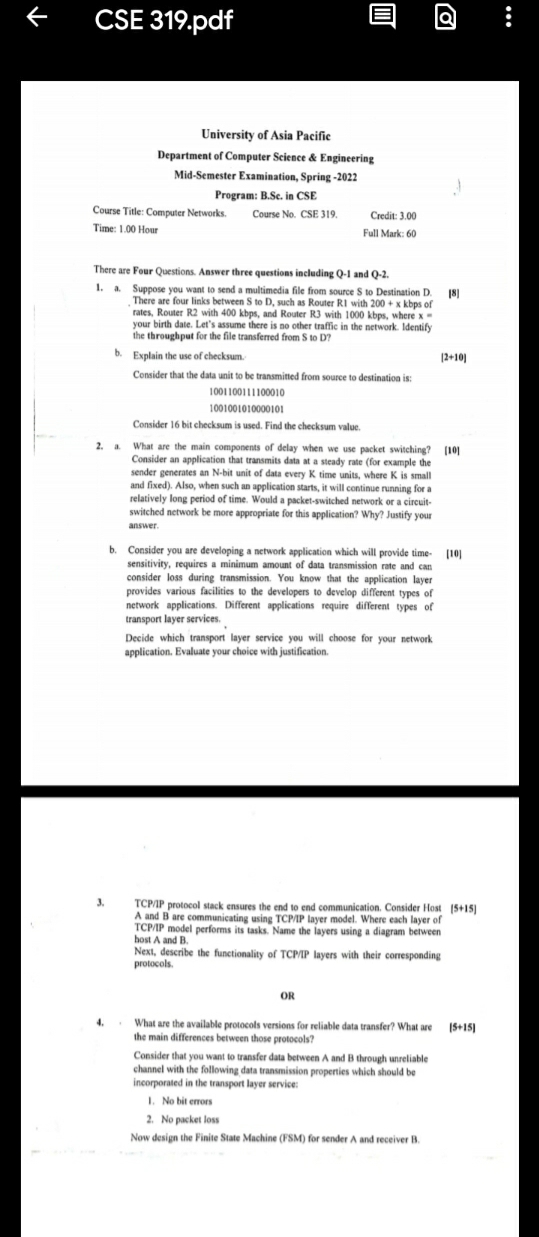 CSE 319.pdf
University of Asia Pacific
Department of Computer Science & Engineering
Mid-Semester Examination, Spring -2022
Program: B.Sc. in CSE
Course Title: Computer Networks. Course No. CSE 319. Credit: 3.00
Time: 1.00 Hour Full Mark: 60
There are Four Questions. Answer three questions including Q-1 and Q-2.
1. a. Suppose you want to send a multimedia file from source S to Destination D. [8]
There are four links between S to D, such as Router R1 with 200 + x kbps of
rates, Router R2 with 400 kbps, and Router R3 with 1000 kbps, where x =
your birth date. Let's assume there is no other traffic in the network. Identify
the throughput for the file transferred from S to D?
b. Explain the use of checksum. [2+10]
Consider that the data unit to be transmitted from source to destination is:
1001100111100010
1001001010000101
Consider 16 bit checksum is used. Find the checksum value.
2. a. What are the main components of delay when we use packet switching? [10]
Consider an application that transmits data at a steady rate (for example the
sender generates an N-bit unit of data every K time units, where K is small
and fixed). Also, when such an application starts, it will continue running for a
relatively long period of time. Would a packet-switched network or a circuit-
switched network be more appropriate for this application? Why? Justify your
answer.
b. Consider you are developing a network application which will provide time- [10]
sensitivity, requires a minimum amount of data transmission rate and can
consider loss during transmission. You know that the application layer
provides various facilities to the developers to develop different types of
network applications. Different applications require different types of
transport layer services.
Decide which transport layer service you will choose for your network
application. Evaluate your choice with justification.
3. TCP/IP protocol stack ensures the end to end communication. Consider Host [5+15]
A and B are communicating using TCP/IP layer model. Where each layer of
TCP/IP model performs its tasks. Name the layers using a diagram between
host A and B.
Next, describe the functionality of TCP/IP layers with their corresponding
protocols.
OR
4. What are the available protocols versions for reliable data transfer? What are [5+15]
the main differences between those protocols?
Consider that you want to transfer data between A and B through unreliable
channel with the following data transmission properties which should be
incorporated in the transport layer service:
1. No bit errors
2. No packet loss
Now design the Finite State Machine (FSM) for sender A and receiver B.